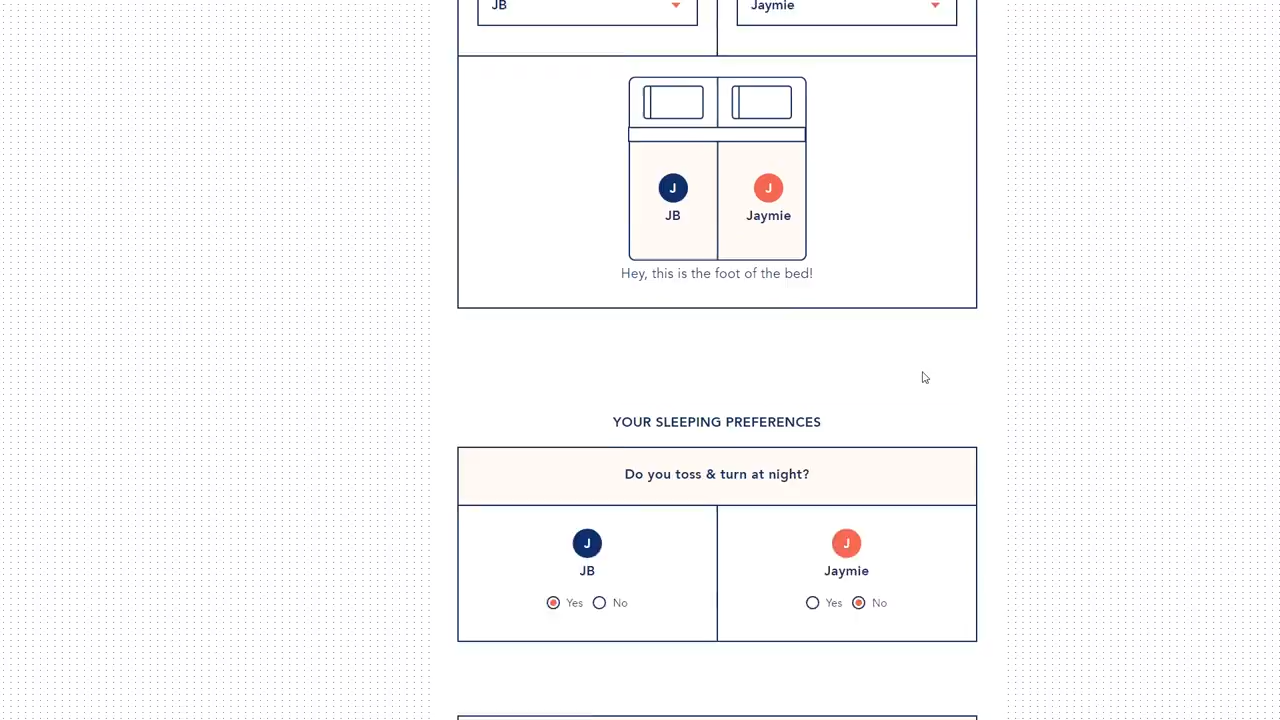 JB
Jaymie
J
J
JB
Jaymie
Hey, this is the foot of the bed!
YOUR SLEEPING PREFERENCES
Do you toss & turn at night?
J
J
JB
Jaymie
Yes No
Yes No